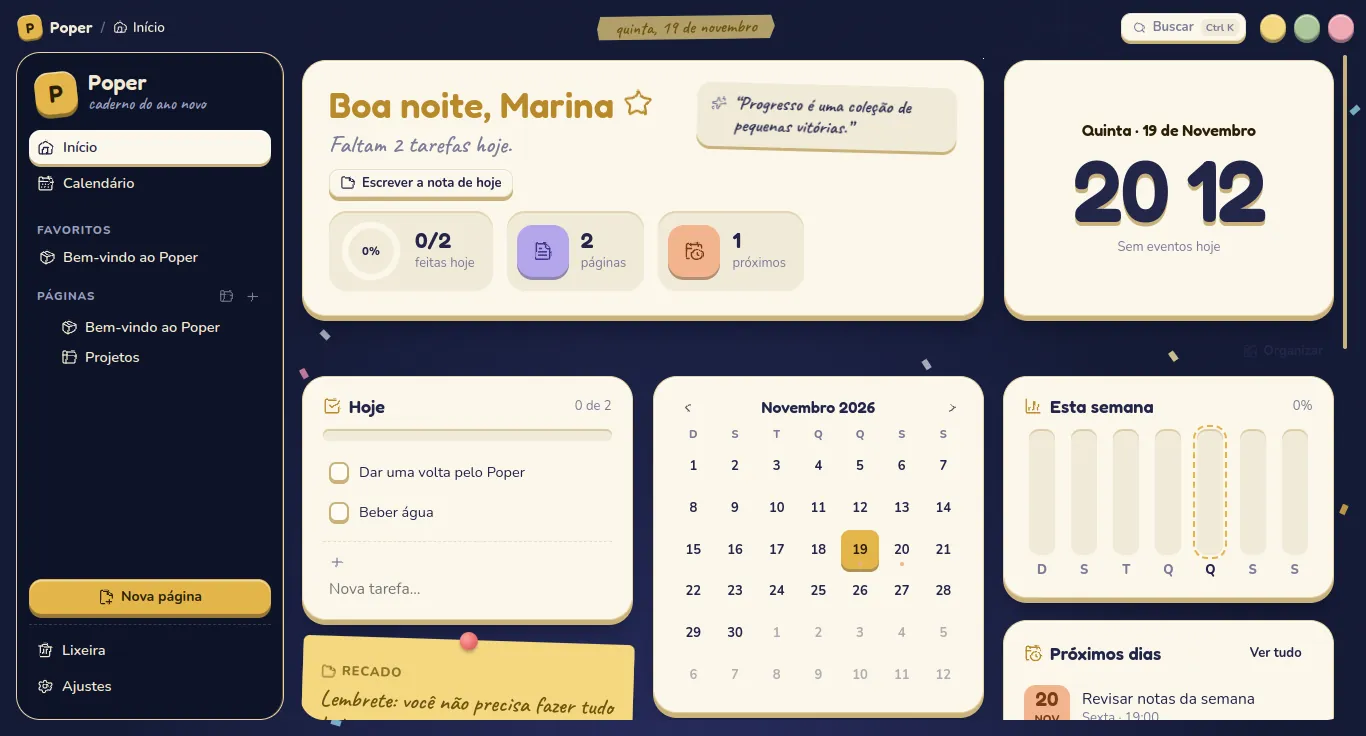 P Poper / Início
quinta, 19 de novembro
Buscar Ctrl K
P Poper
caderno do ano novo
Início
Calendário
FAVORITOS
Bem-vindo ao Poper
PÁGINAS
Bem-vindo ao Poper
Projetos
Nova página
Lixeira
Ajustes
Boa noite, Marina
Faltam 2 tarefas hoje.
Escrever a nota de hoje
“Progresso é uma coleção de
pequenas vitórias.”
0%
0/2
feitas hoje
2
páginas
1
próximos
Quinta · 19 de Novembro
20 12
Sem eventos hoje
Organizar
Hoje
0 de 2
Dar uma volta pelo Poper
Beber água
+
Nova tarefa...
RECADO
Lembrete: você não precisa fazer tudo
< Novembro 2026 >
D S T Q Q S S
1 2 3 4 5 6 7
8 9 10 11 12 13 14
15 16 17 18 19 20 21
22 23 24 25 26 27 28
29 30 1 2 3 4 5
6 7 8 9 10 11 12
Esta semana
0%
D S T Q Q S S
Próximos dias
Ver tudo
20
NOV
Revisar notas da semana
Sexta · 19:00